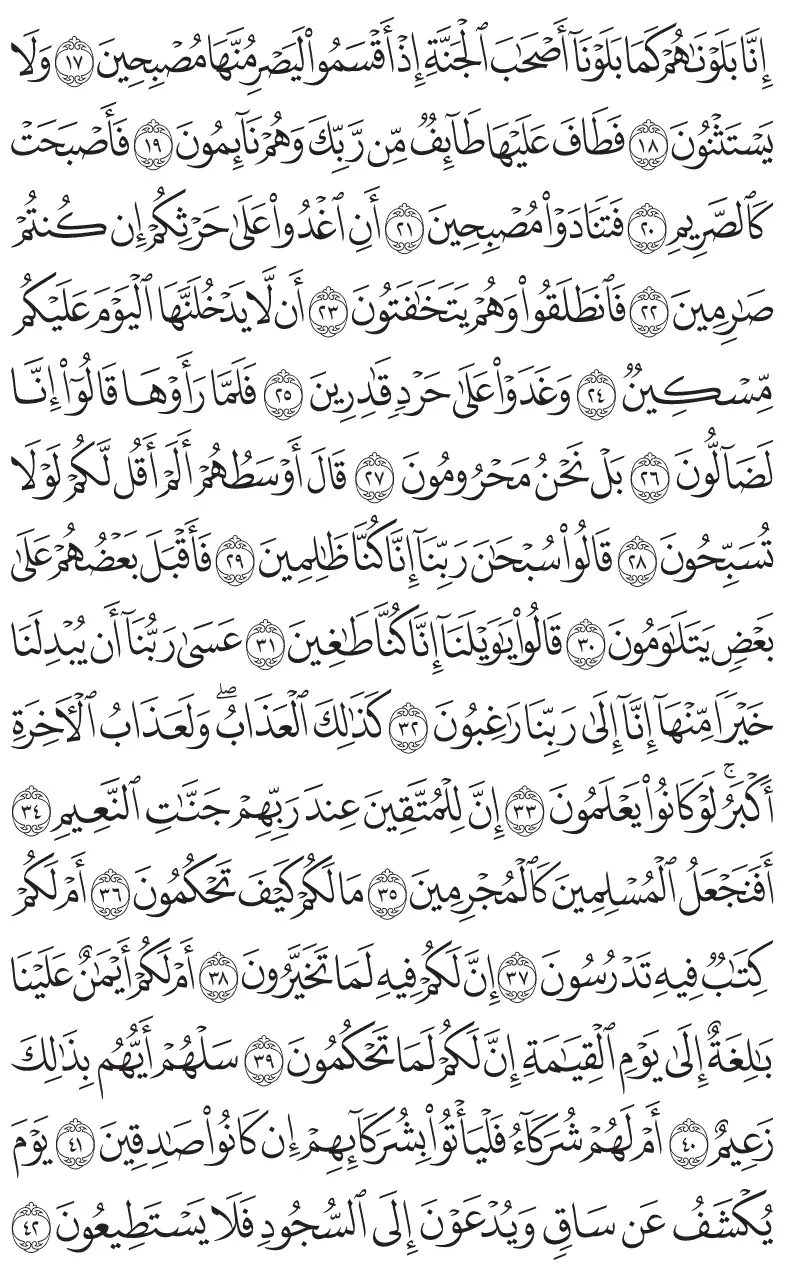 إِنَّا بَلَوْنَٰهُمْ كَمَا بَلَوْنَآ أَصْحَٰبَ ٱلْجَنَّةِ إِذْ أَقْسَمُوا۟ لَيَصْرِمُنَّهَا مُصْبِحِينَ ١٧ وَلَا
يَسْتَثْنُونَ ١٨ فَطَافَ عَلَيْهَا طَآئِفٌ مِّن رَّبِّكَ وَهُمْ نَآئِمُونَ ١٩ فَأَصْبَحَتْ
كَٱلصَّرِيمِ ٢٠ فَتَنَادَوْا۟ مُصْبِحِينَ ٢١ أَنِ ٱغْدُوا۟ عَلَىٰ حَرْثِكُمْ إِن كُنتُمْ
صَٰرِمِينَ ٢٢ فَٱنطَلَقُوا۟ وَهُمْ يَتَخَٰفَتُونَ ٢٣ أَن لَّا يَدْخُلَنَّهَا ٱلْيَوْمَ عَلَيْكُم
مِّسْكِينٌ ٢٤ وَغَدَوْا۟ عَلَىٰ حَرْدٍ قَٰدِرِينَ ٢٥ فَلَمَّا رَأَوْهَا قَالُوٓا۟ إِنَّا
لَضَآلُّونَ ٢٦ بَلْ نَحْنُ مَحْرُومُونَ ٢٧ قَالَ أَوْسَطُهُمْ أَلَمْ أَقُل لَّكُمْ لَوْلَا
تُسَبِّحُونَ ٢٨ قَالُوا۟ سُبْحَٰنَ رَبِّنَآ إِنَّا كُنَّا ظَٰلِمِينَ ٢٩ فَأَقْبَلَ بَعْضُهُمْ عَلَىٰ
بَعْضٍ يَتَلَٰوَمُونَ ٣٠ قَالُوا۟ يَٰوَيْلَنَآ إِنَّا كُنَّا طَٰغِينَ ٣١ عَسَىٰ رَبُّنَآ أَن يُبْدِلَنَا
خَيْرًا مِّنْهَآ إِنَّآ إِلَىٰ رَبِّنَا رَٰغِبُونَ ٣٢ كَذَٰلِكَ ٱلْعَذَابُ ۖ وَلَعَذَابُ ٱلْءَاخِرَةِ
أَكْبَرُ ۚ لَوْ كَانُوا۟ يَعْلَمُونَ ٣٣ إِنَّ لِلْمُتَّقِينَ عِندَ رَبِّهِمْ جَنَّٰتِ ٱلنَّعِيمِ ٣٤
أَفَنَجْعَلُ ٱلْمُسْلِمِينَ كَٱلْمُجْرِمِينَ ٣٥ مَا لَكُمْ كَيْفَ تَحْكُمُونَ ٣٦ أَمْ لَكُمْ
كِتَٰبٌ فِيهِ تَدْرُسُونَ ٣٧ إِنَّ لَكُمْ فِيهِ لَمَا تَخَيَّرُونَ ٣٨ أَمْ لَكُمْ أَيْمَٰنٌ عَلَيْنَا
بَٰلِغَةٌ إِلَىٰ يَوْمِ ٱلْقِيَٰمَةِ إِنَّ لَكُمْ لَمَا تَحْكُمُونَ ٣٩ سَلْهُمْ أَيُّهُم بِذَٰلِكَ
زَعِيمٌ ٤٠ أَمْ لَهُمْ شُرَكَآءُ فَلْيَأْتُوا۟ بِشُرَكَآئِهِمْ إِن كَانُوا۟ صَٰدِقِينَ ٤١ يَوْمَ
يُكْشَفُ عَن سَاقٍ وَيُدْعَوْنَ إِلَى ٱلسُّجُودِ فَلَا يَسْتَطِيعُونَ ٤٢